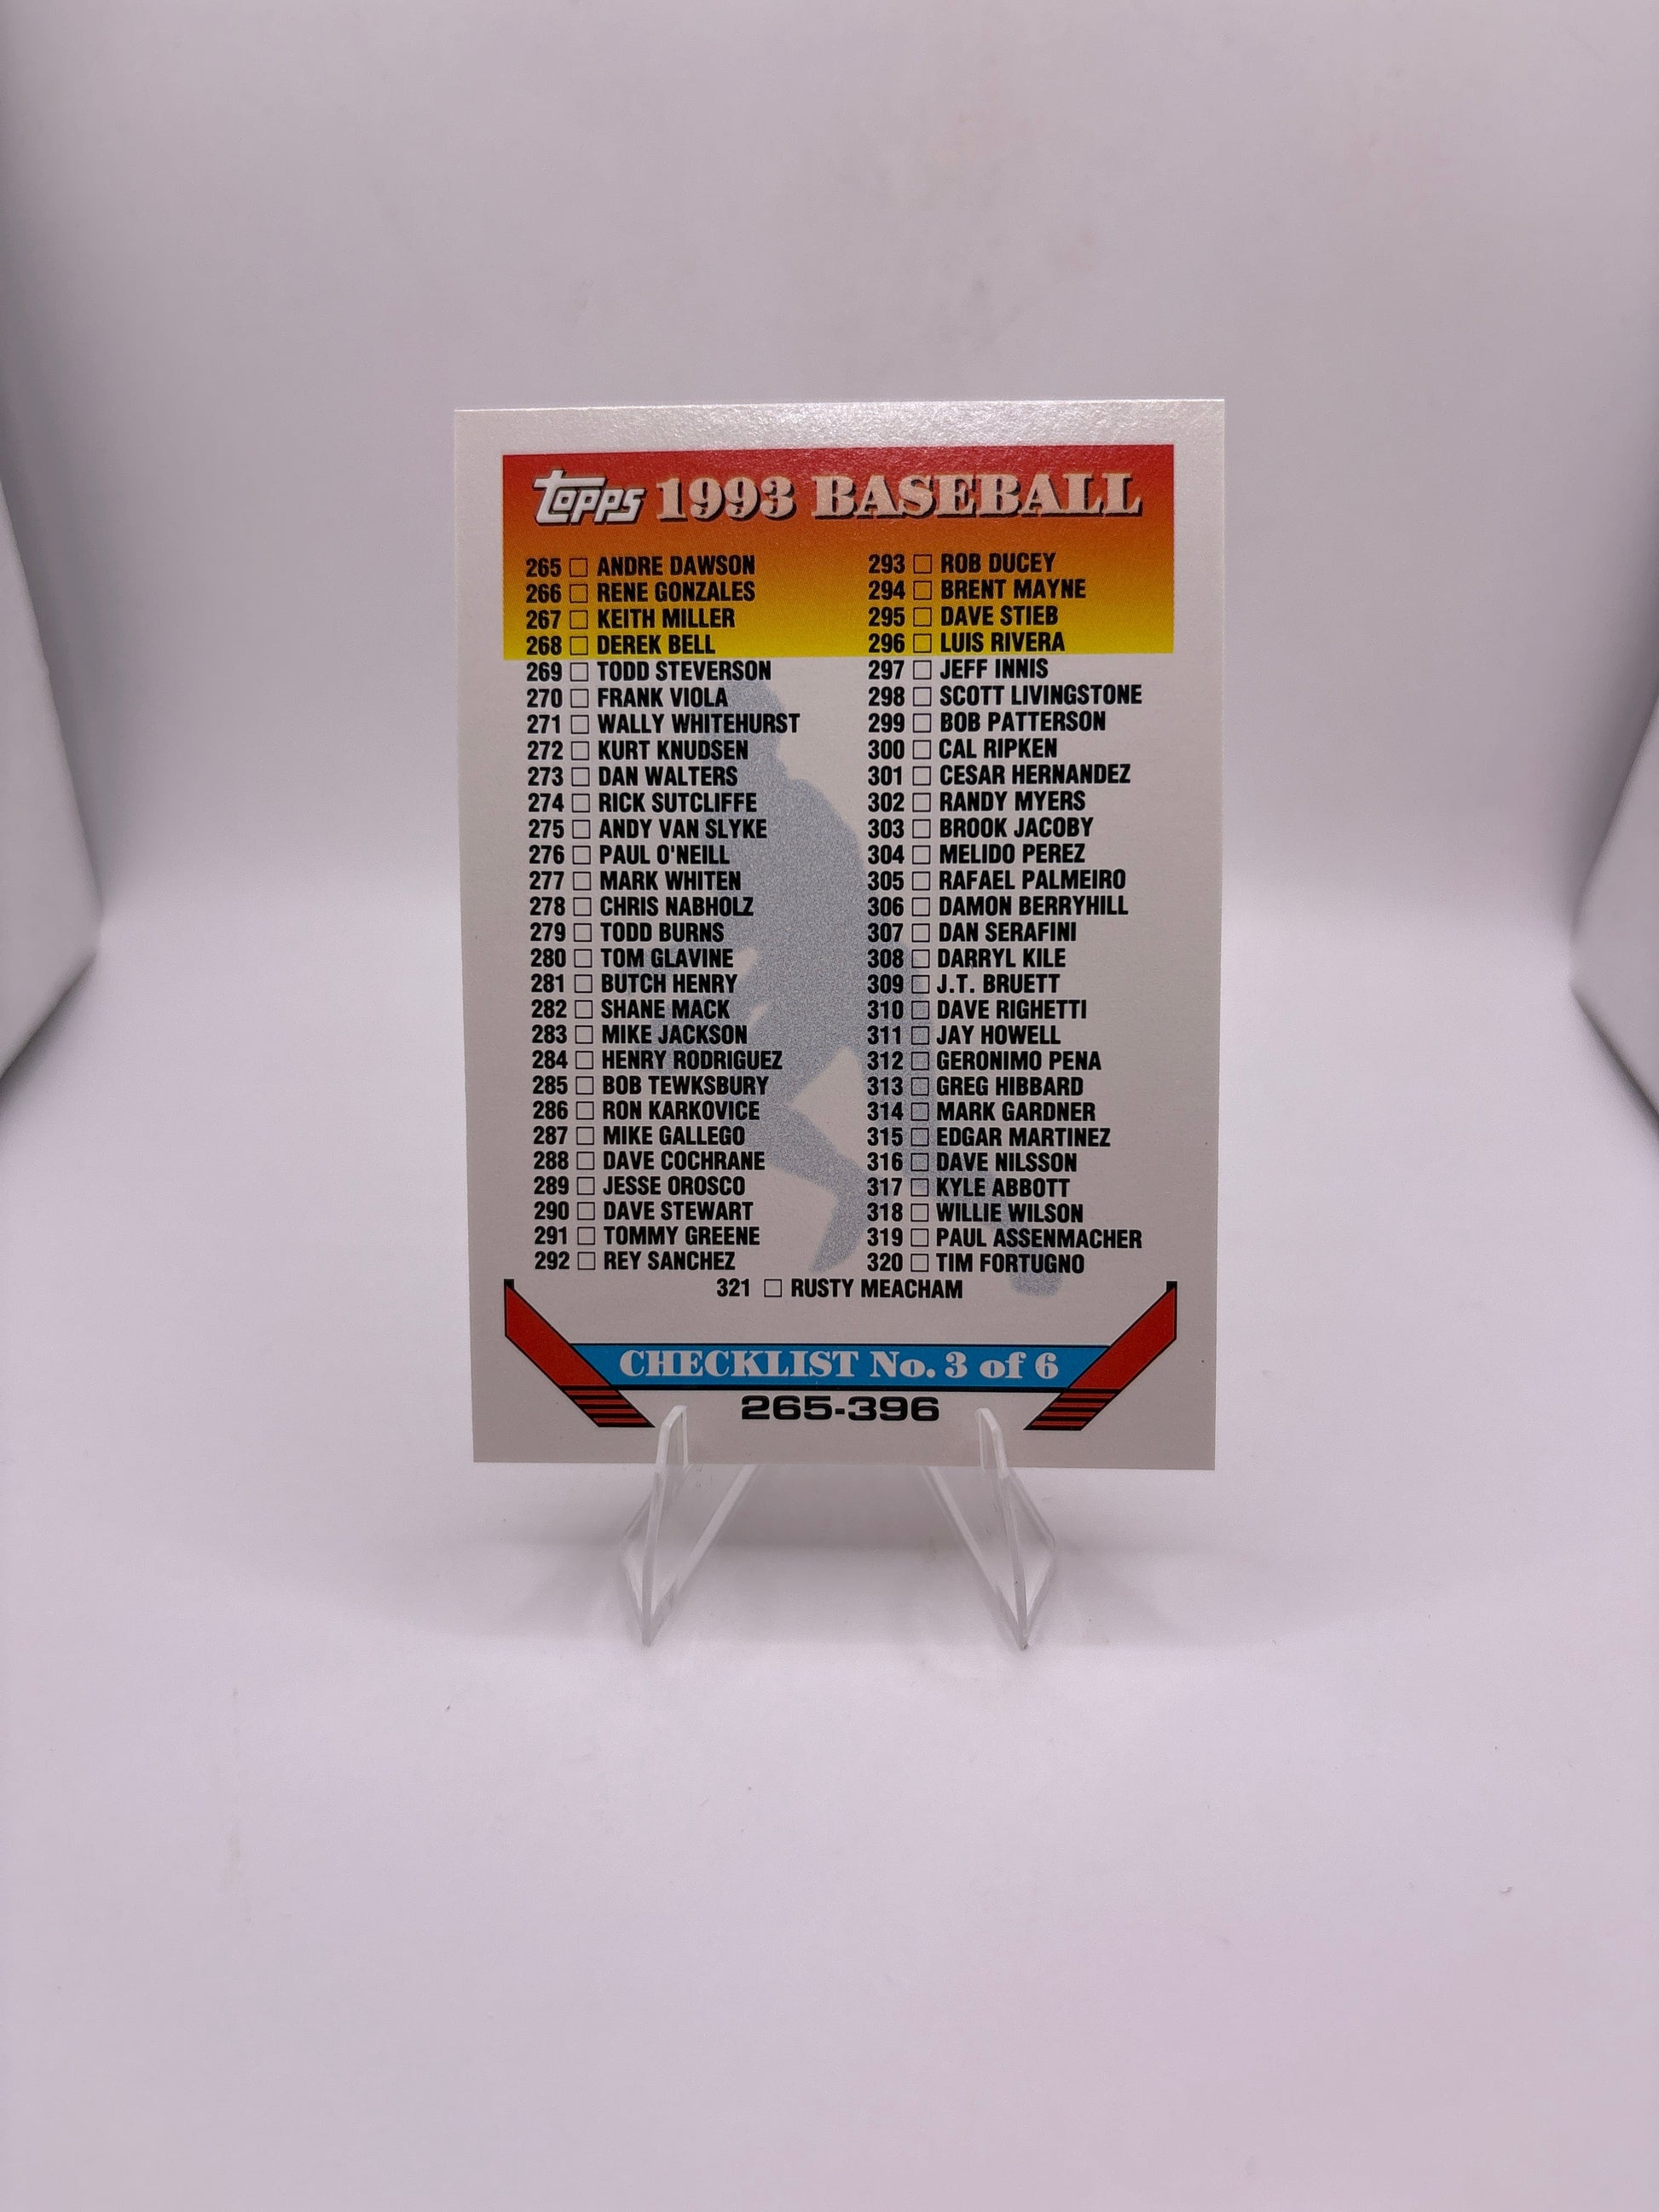 Topps 1993 BASEBALL
265 ANDRE DAWSON
266 RENE GONZALES
267 KEITH MILLER
268 DEREK BELL
269 TODD STEVERSON
270 FRANK VIOLA
271 WALLY WHITEHURST
272 KURT KNUDSEN
273 DAN WALTERS
274 RICK SUTCLIFFE
275 ANDY VAN SLYKE
276 PAUL O'NEILL
277 MARK WHITEN
278 CHRIS NABHOLZ
279 TODD BURNS
280 TOM GLAVINE
281 BUTCH HENRY
282 SHANE MACK
283 MIKE JACKSON
284 HENRY RODRIGUEZ
285 BOB TEWKSBURY
286 RON KARKOVICE
287 MIKE GALLEGO
288 DAVE COCHRANE
289 JESSE OROSCO
290 DAVE STEWART
291 TOMMY GREENE
292 REY SANCHEZ
293 ROB DUCEY
294 BRENT MAYNE
295 DAVE STIEB
296 LUIS RIVERA
297 JEFF INNIS
298 SCOTT LIVINGSTONE
299 BOB PATTERSON
300 CAL RIPKEN
301 CESAR HERNANDEZ
302 RANDY MYERS
303 BROOK JACOBY
304 MELIDO PEREZ
305 RAFAEL PALMEIRO
306 DAMON BERRYHILL
307 DAN SERAFINI
308 DARRYL KILE
309 J.T. BRUETT
310 DAVE RIGHETTI
311 JAY HOWELL
312 GERONIMO PENA
313 GREG HIBBARD
314 MARK GARDNER
315 EDGAR MARTINEZ
316 DAVE NILSSON
317 KYLE ABBOTT
318 WILLIE WILSON
319 PAUL ASSENMACHER
320 TIM FORTUGNO
321 RUSTY MEACHAM
CHECKLIST No. 3 of 6
265-396